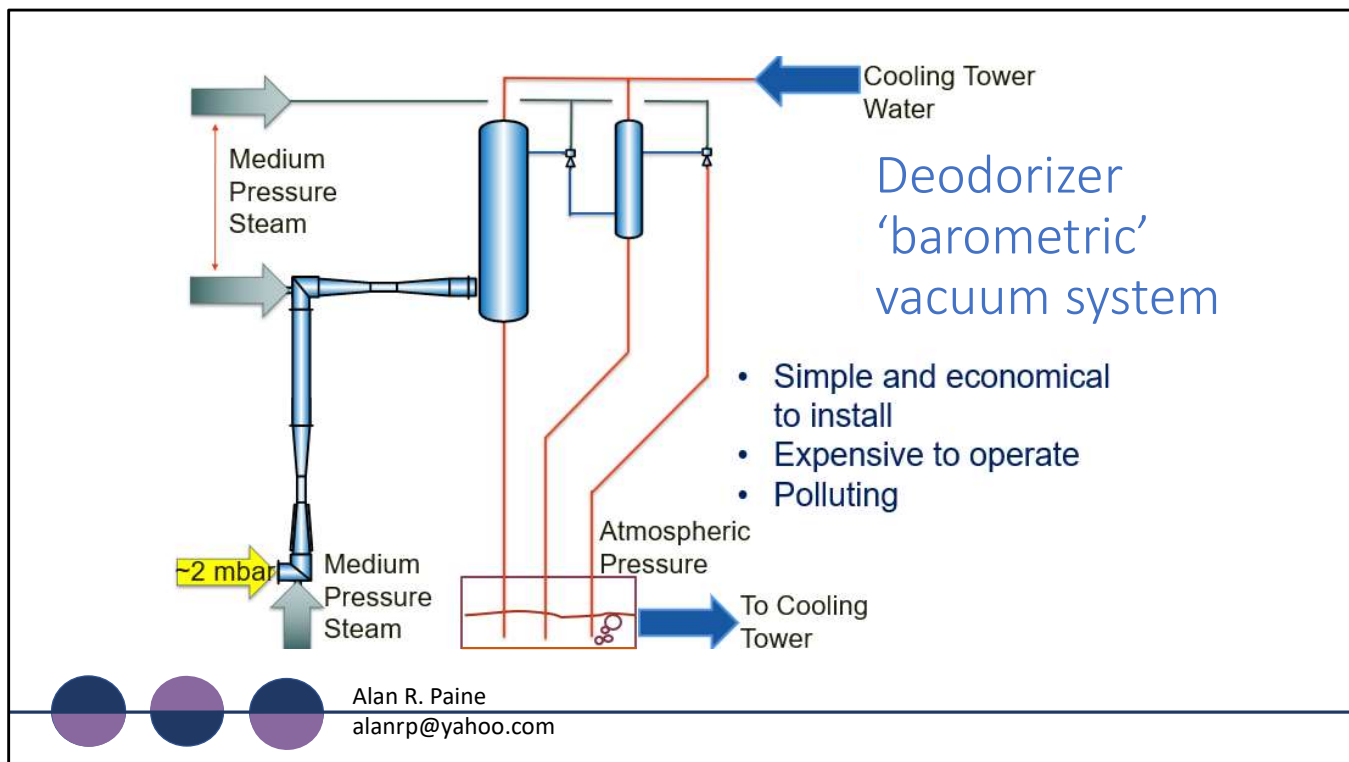 Cooling Tower
Water
Medium
Pressure
Steam
Deodorizer
‘barometric’
vacuum system
• Simple and economical
to install
• Expensive to operate
• Polluting
Atmospheric
Pressure
~2 mbar
Medium
Pressure
Steam
To Cooling
Tower
Alan R. Paine
alanrp@yahoo.com